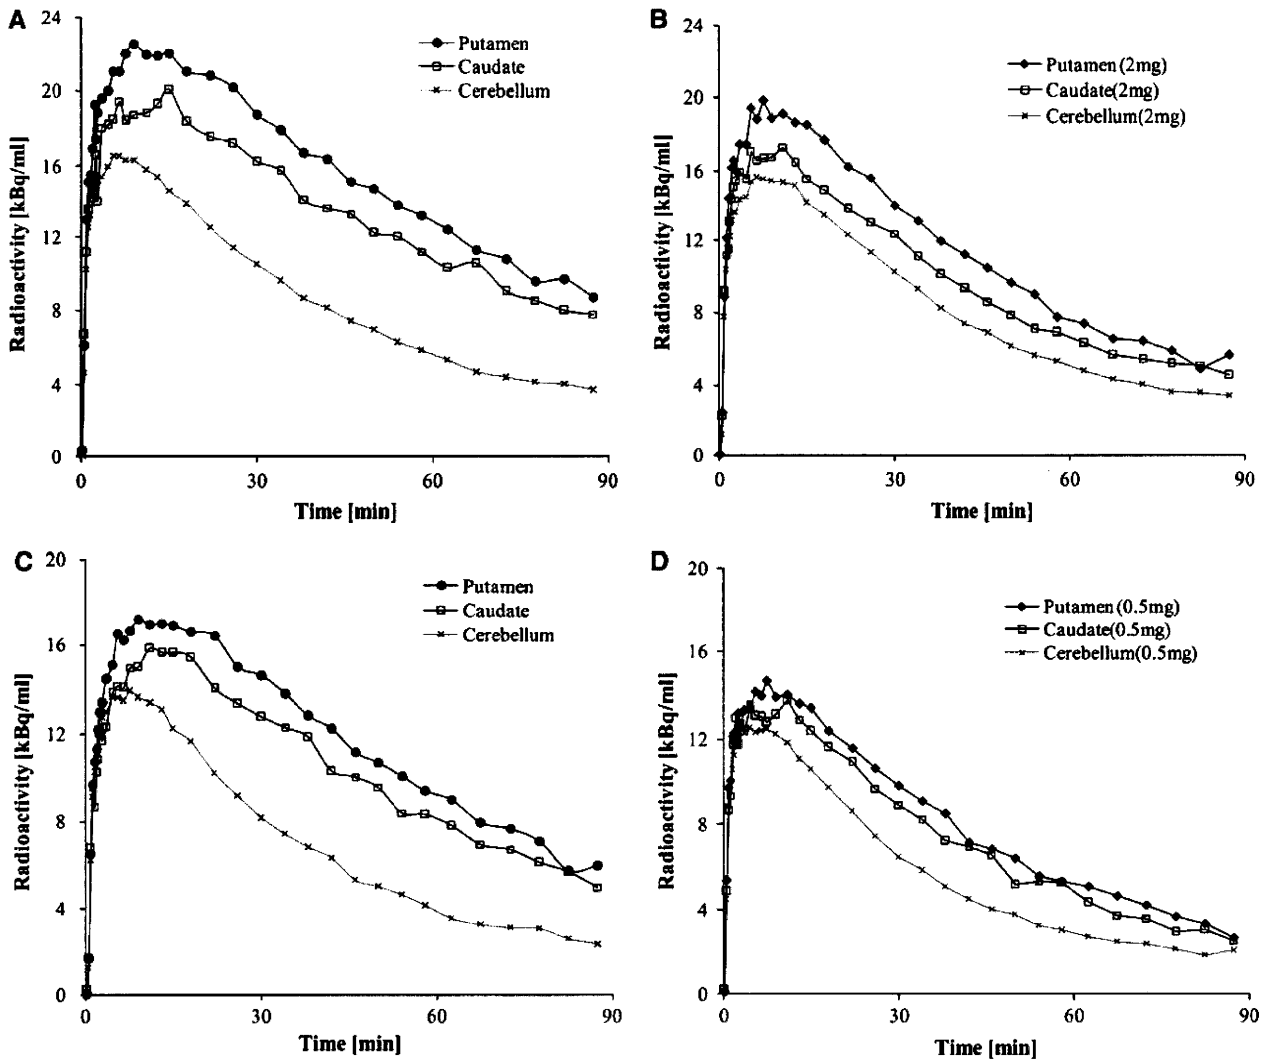 A
24
20
16
12
8
4
0
Radioactivity [kBq/ml]
Putamen
Caudate
Cerebellum
0 30 60 90
Time [min]
B
24
20
16
12
8
4
0
Radioactivity [kBq/ml]
Putamen (2mg)
Caudate(2mg)
Cerebellum(2mg)
0 30 60 90
Time [min]
C
20
16
12
8
4
0
Radioactivity [kBq/ml]
Putamen
Caudate
Cerebellum
0 30 60 90
Time [min]
D
20
16
12
8
4
0
Radioactivity [kBq/ml]
Putamen (0.5mg)
Caudate(0.5mg)
Cerebellum(0.5mg)
0 30 60 90
Time [min]